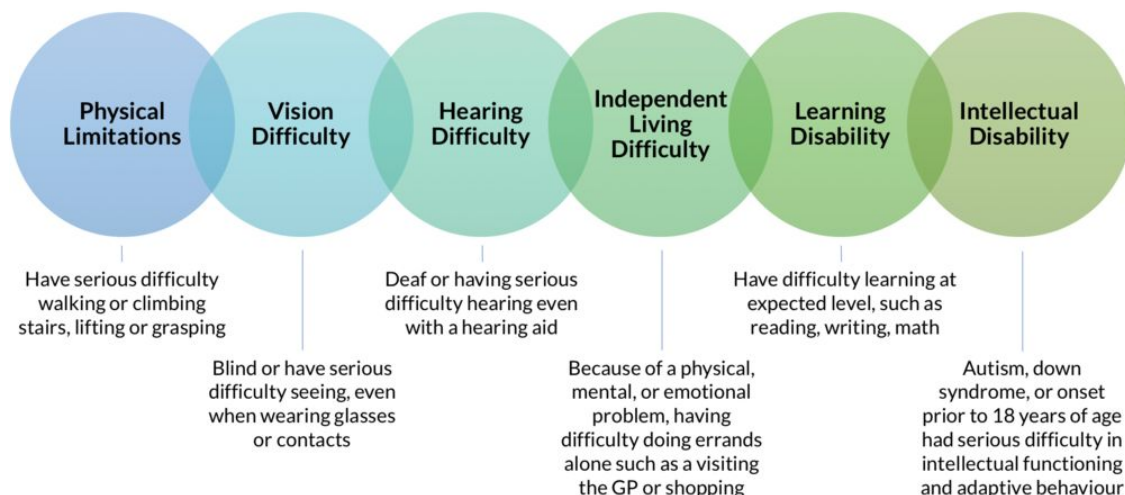 Physical
Limitations
Vision
Difficulty
Hearing
Difficulty
Independent
Living
Difficulty
Learning
Disability
Intellectual
Disability
Have serious difficulty
walking or climbing
stairs, lifting or grasping
Blind or have serious
difficulty seeing, even
when wearing glasses
or contacts
Deaf or having serious
difficulty hearing even
with a hearing aid
Because of a physical,
mental, or emotional
problem, having
difficulty doing errands
alone such as a visiting
the GP or shopping
Have difficulty learning at
expected level, such as
reading, writing, math
Autism, down
syndrome, or onset
prior to 18 years of age
had serious difficulty in
intellectual functioning
and adaptive behaviour